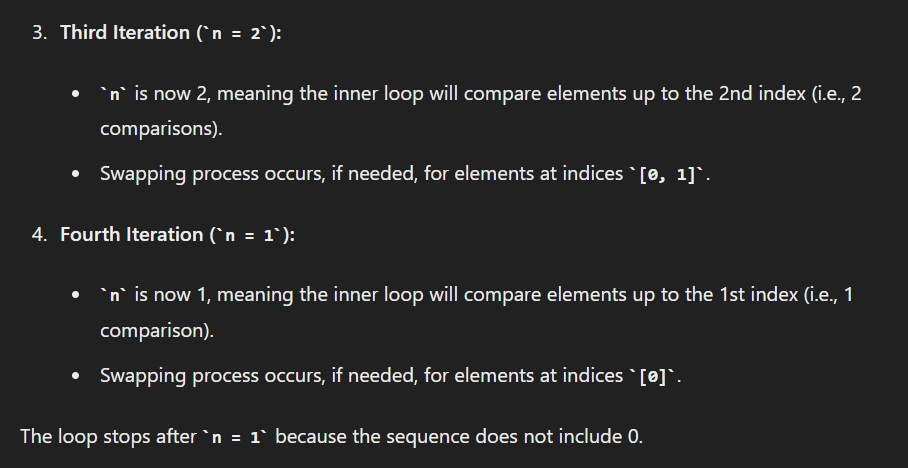 3. Third Iteration (`n = 2`):
• `n` is now 2, meaning the inner loop will compare elements up to the 2nd index (i.e., 2
comparisons).
• Swapping process occurs, if needed, for elements at indices `[0, 1]`.
4. Fourth Iteration (`n = 1`):
• `n` is now 1, meaning the inner loop will compare elements up to the 1st index (i.e., 1
comparison).
• Swapping process occurs, if needed, for elements at indices `[0]`.
The loop stops after `n = 1` because the sequence does not include 0.